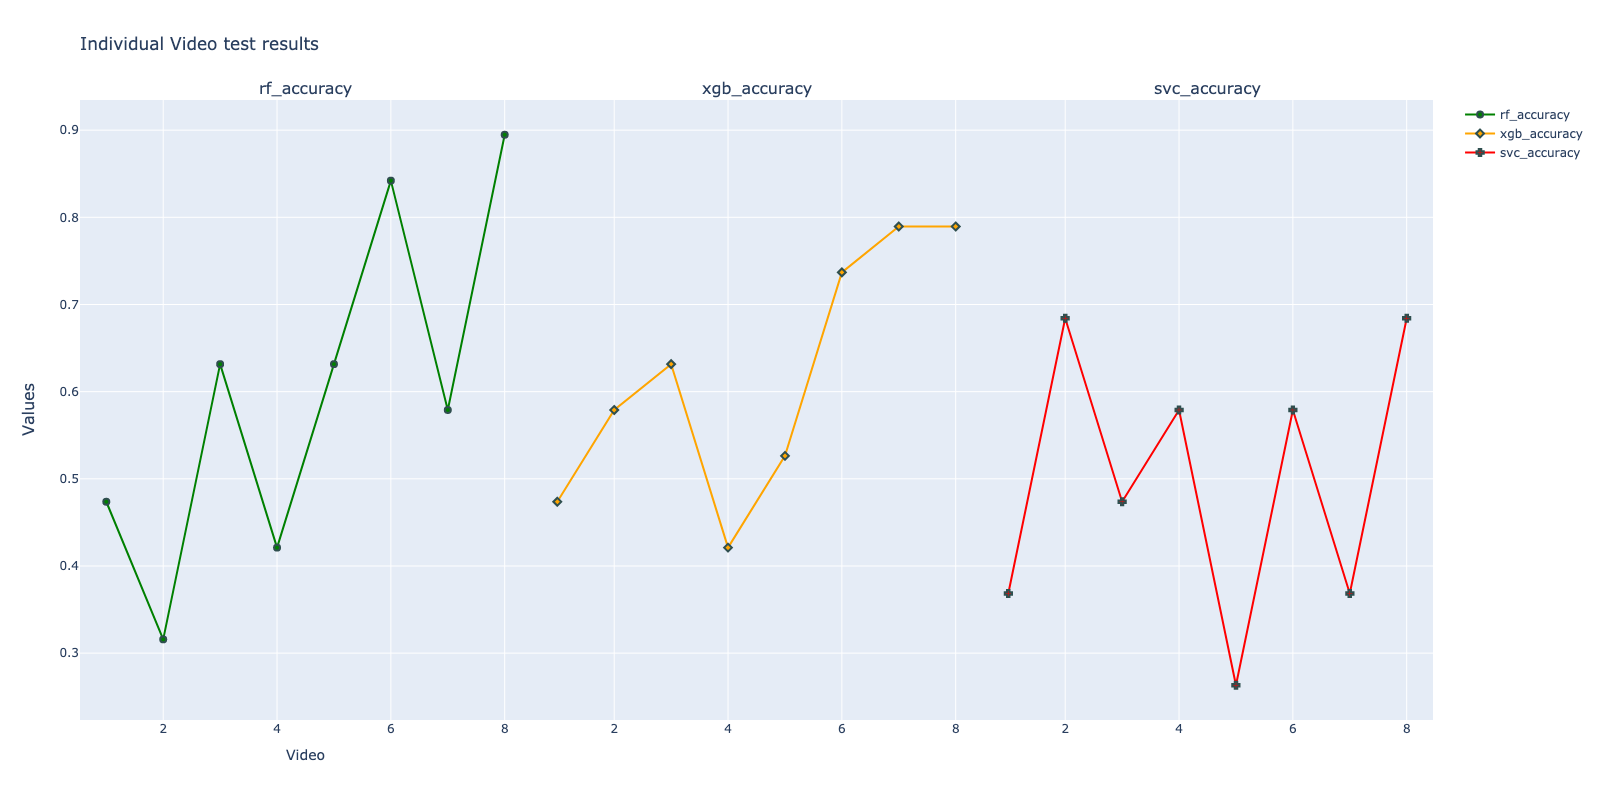 Individual Video test results
rf_accuracy
xgb_accuracy
svc_accuracy
rf_accuracy
xgb_accuracy
svc_accuracy
0.9
0.8
0.7
0.6
0.5
0.4
0.3
Values
2 4 6 8 2 4 6 8 2 4 6 8
Video